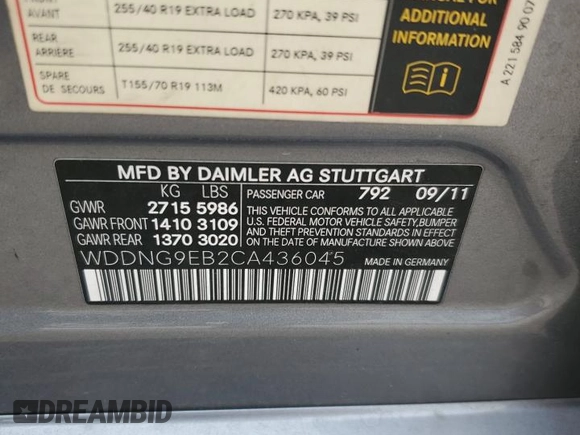 FRONT
AVANT 255/40 R19 EXTRA LOAD 270 KPA, 39 PSI
REAR
ARRIÈRE 255/40 R19 EXTRA LOAD 270 KPA, 39 PSI
SPARE
DE SECOURS T155/70 R19 113M 420 KPA, 60 PSI
MANUAL FOR
ADDITIONAL
INFORMATION
A 221 584 90 07
MFD BY DAIMLER AG STUTTGART
KG LBS PASSENGER CAR 792 09/11
GVWR 2715 5986
GAWR FRONT 1410 3109
GAWR REAR 1370 3020
THIS VEHICLE CONFORMS TO ALL APPLICABLE
U.S. FEDERAL MOTOR VEHICLE SAFETY, BUMPER,
AND THEFT PREVENTION STANDARDS IN EFFECT ON
THE DATE OF MANUFACTURE SHOWN ABOVE.
WDDNG9EB2CA436045 MADE IN GERMANY
DREAMBID